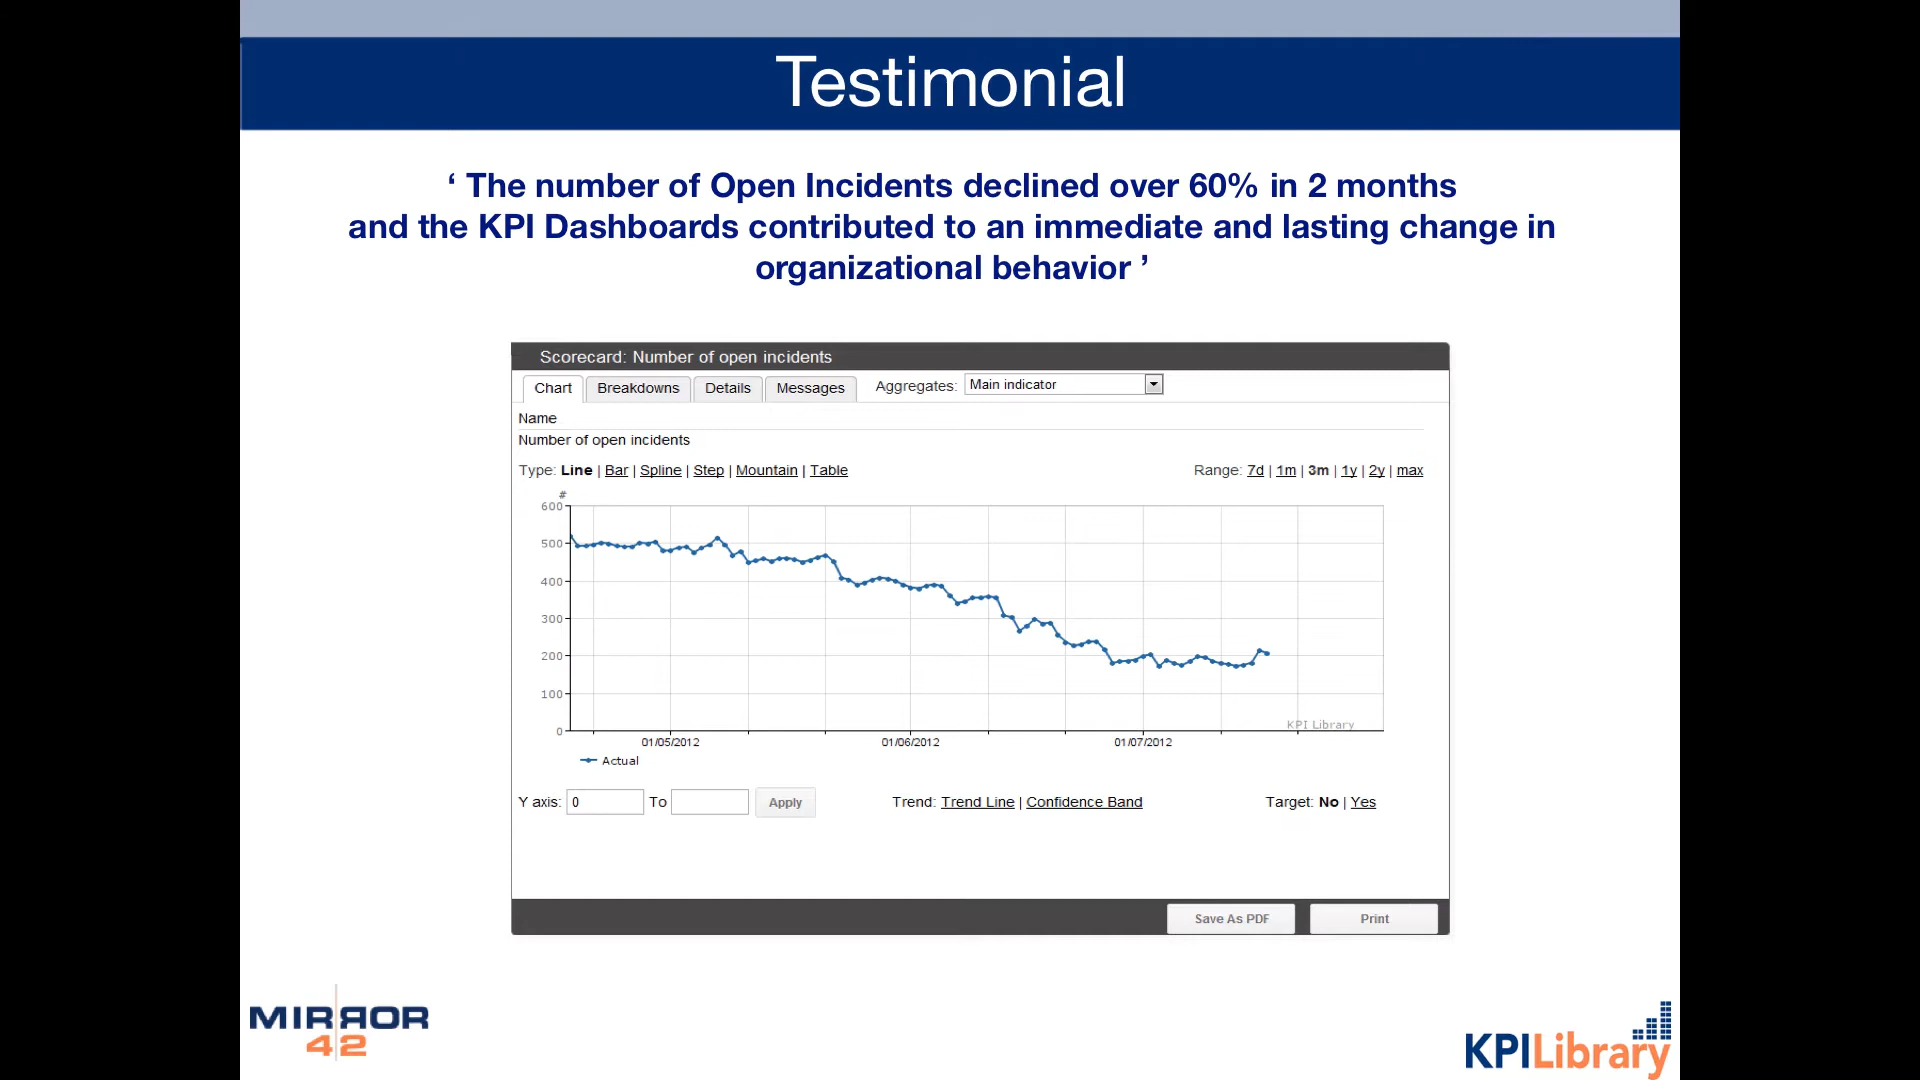 Testimonial
‘ The number of Open Incidents declined over 60% in 2 months
and the KPI Dashboards contributed to an immediate and lasting change in
organizational behavior ’
Scorecard: Number of open incidents
Chart Breakdowns Details Messages Aggregates: Main indicator
Name
Number of open incidents
Type: Line | Bar | Spline | Step | Mountain | Table Range: 7d | 1m | 3m | 1y | 2y | max
#
600
500
400
300
200
100
0
KPI Library
01/05/2012 01/06/2012 01/07/2012
Actual
Y axis: 0 To Apply Trend: Trend Line | Confidence Band Target: No | Yes
Save As PDF Print
MIRROR
42
KPILibrary